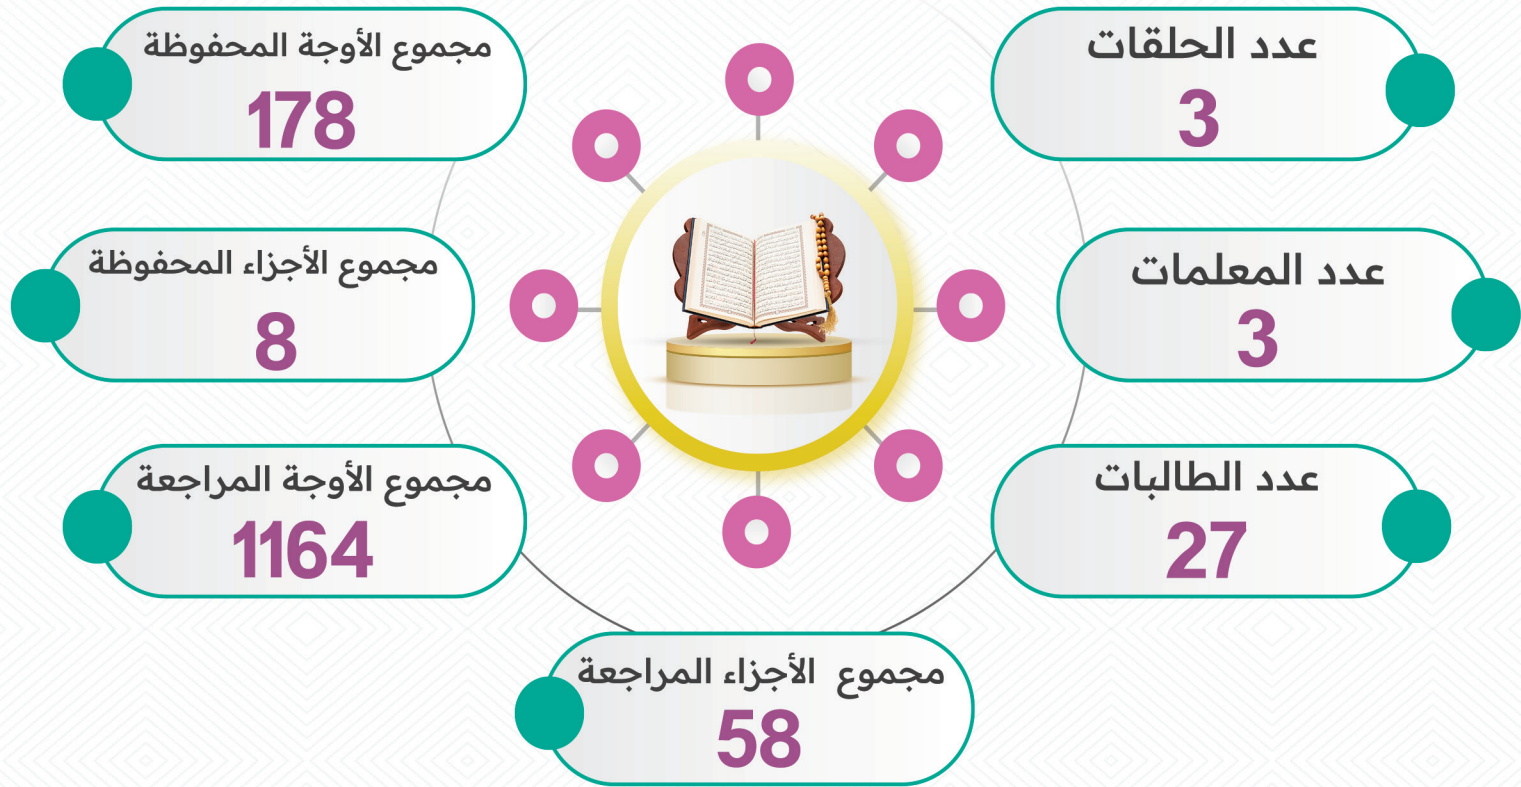 عدد الحلقات
3
عدد المعلمات
3
عدد الطالبات
27
مجموع الأوجة المحفوظة
178
مجموع الأجزاء المحفوظة
8
مجموع الأوجة المراجعة
1164
مجموع الأجزاء المراجعة
58